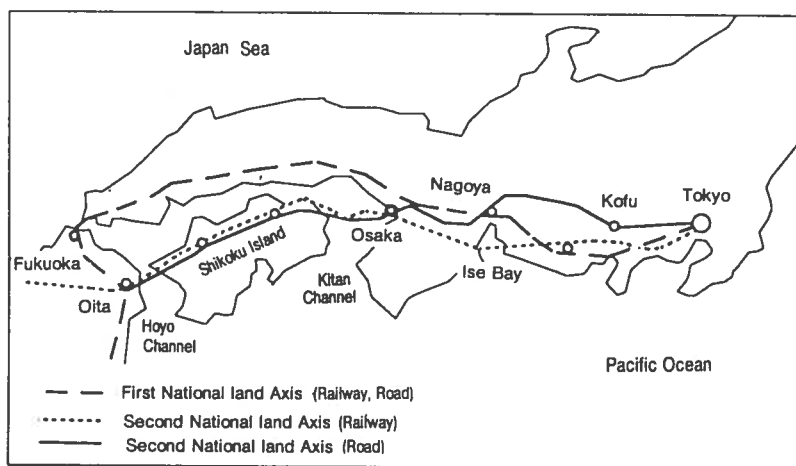 Japan Sea
Nagoya
Kofu
Tokyo
Fukuoka
Shikoku Island
Osaka
Ise Bay
Oita
Kitan
Channel
Hoyo
Channel
Pacific Ocean
First National land Axis (Railway, Road)
Second National land Axis (Railway)
Second National land Axis (Road)